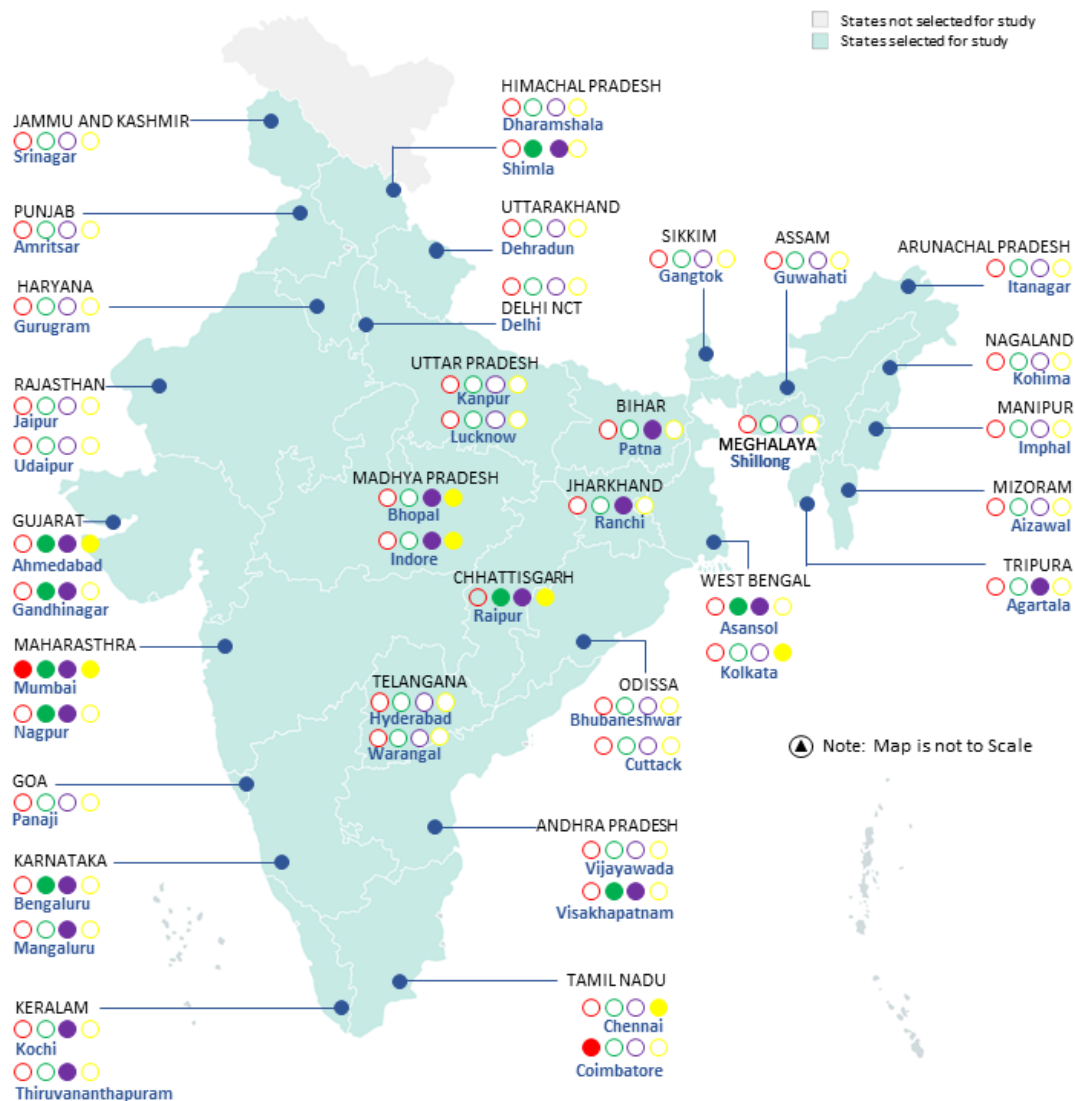 States not selected for study
States selected for study
HIMACHAL PRADESH
Dharamshala
Shimla
JAMMU AND KASHMIR
Srinagar
PUNJAB
Amritsar
UTTARAKHAND
Dehradun
SIKKIM
Gangtok
ASSAM
Guwahati
ARUNACHAL PRADESH
Itanagar
HARYANA
Gurugram
DELHI NCT
Delhi
NAGALAND
Kohima
RAJASTHAN
Jaipur
Udaipur
UTTAR PRADESH
Kanpur
Lucknow
BIHAR
Patna
MEGHALAYA
Shillong
MANIPUR
Imphal
MADHYA PRADESH
Bhopal
Indore
JHARKHAND
Ranchi
MIZORAM
Aizawal
GUJARAT
Ahmedabad
Gandhinagar
CHHATTISGARH
Raipur
WEST BENGAL
Asansol
Kolkata
TRIPURA
Agartala
MAHARASTHRA
Mumbai
Nagpur
TELANGANA
Hyderabad
Warangal
ODISSA
Bhubaneshwar
Cuttack
Note: Map is not to Scale
GOA
Panaji
ANDHRA PRADESH
Vijayawada
Visakhapatnam
KARNATAKA
Bengaluru
Mangaluru
TAMIL NADU
Chennai
Coimbatore
KERALAM
Kochi
Thiruvananthapuram